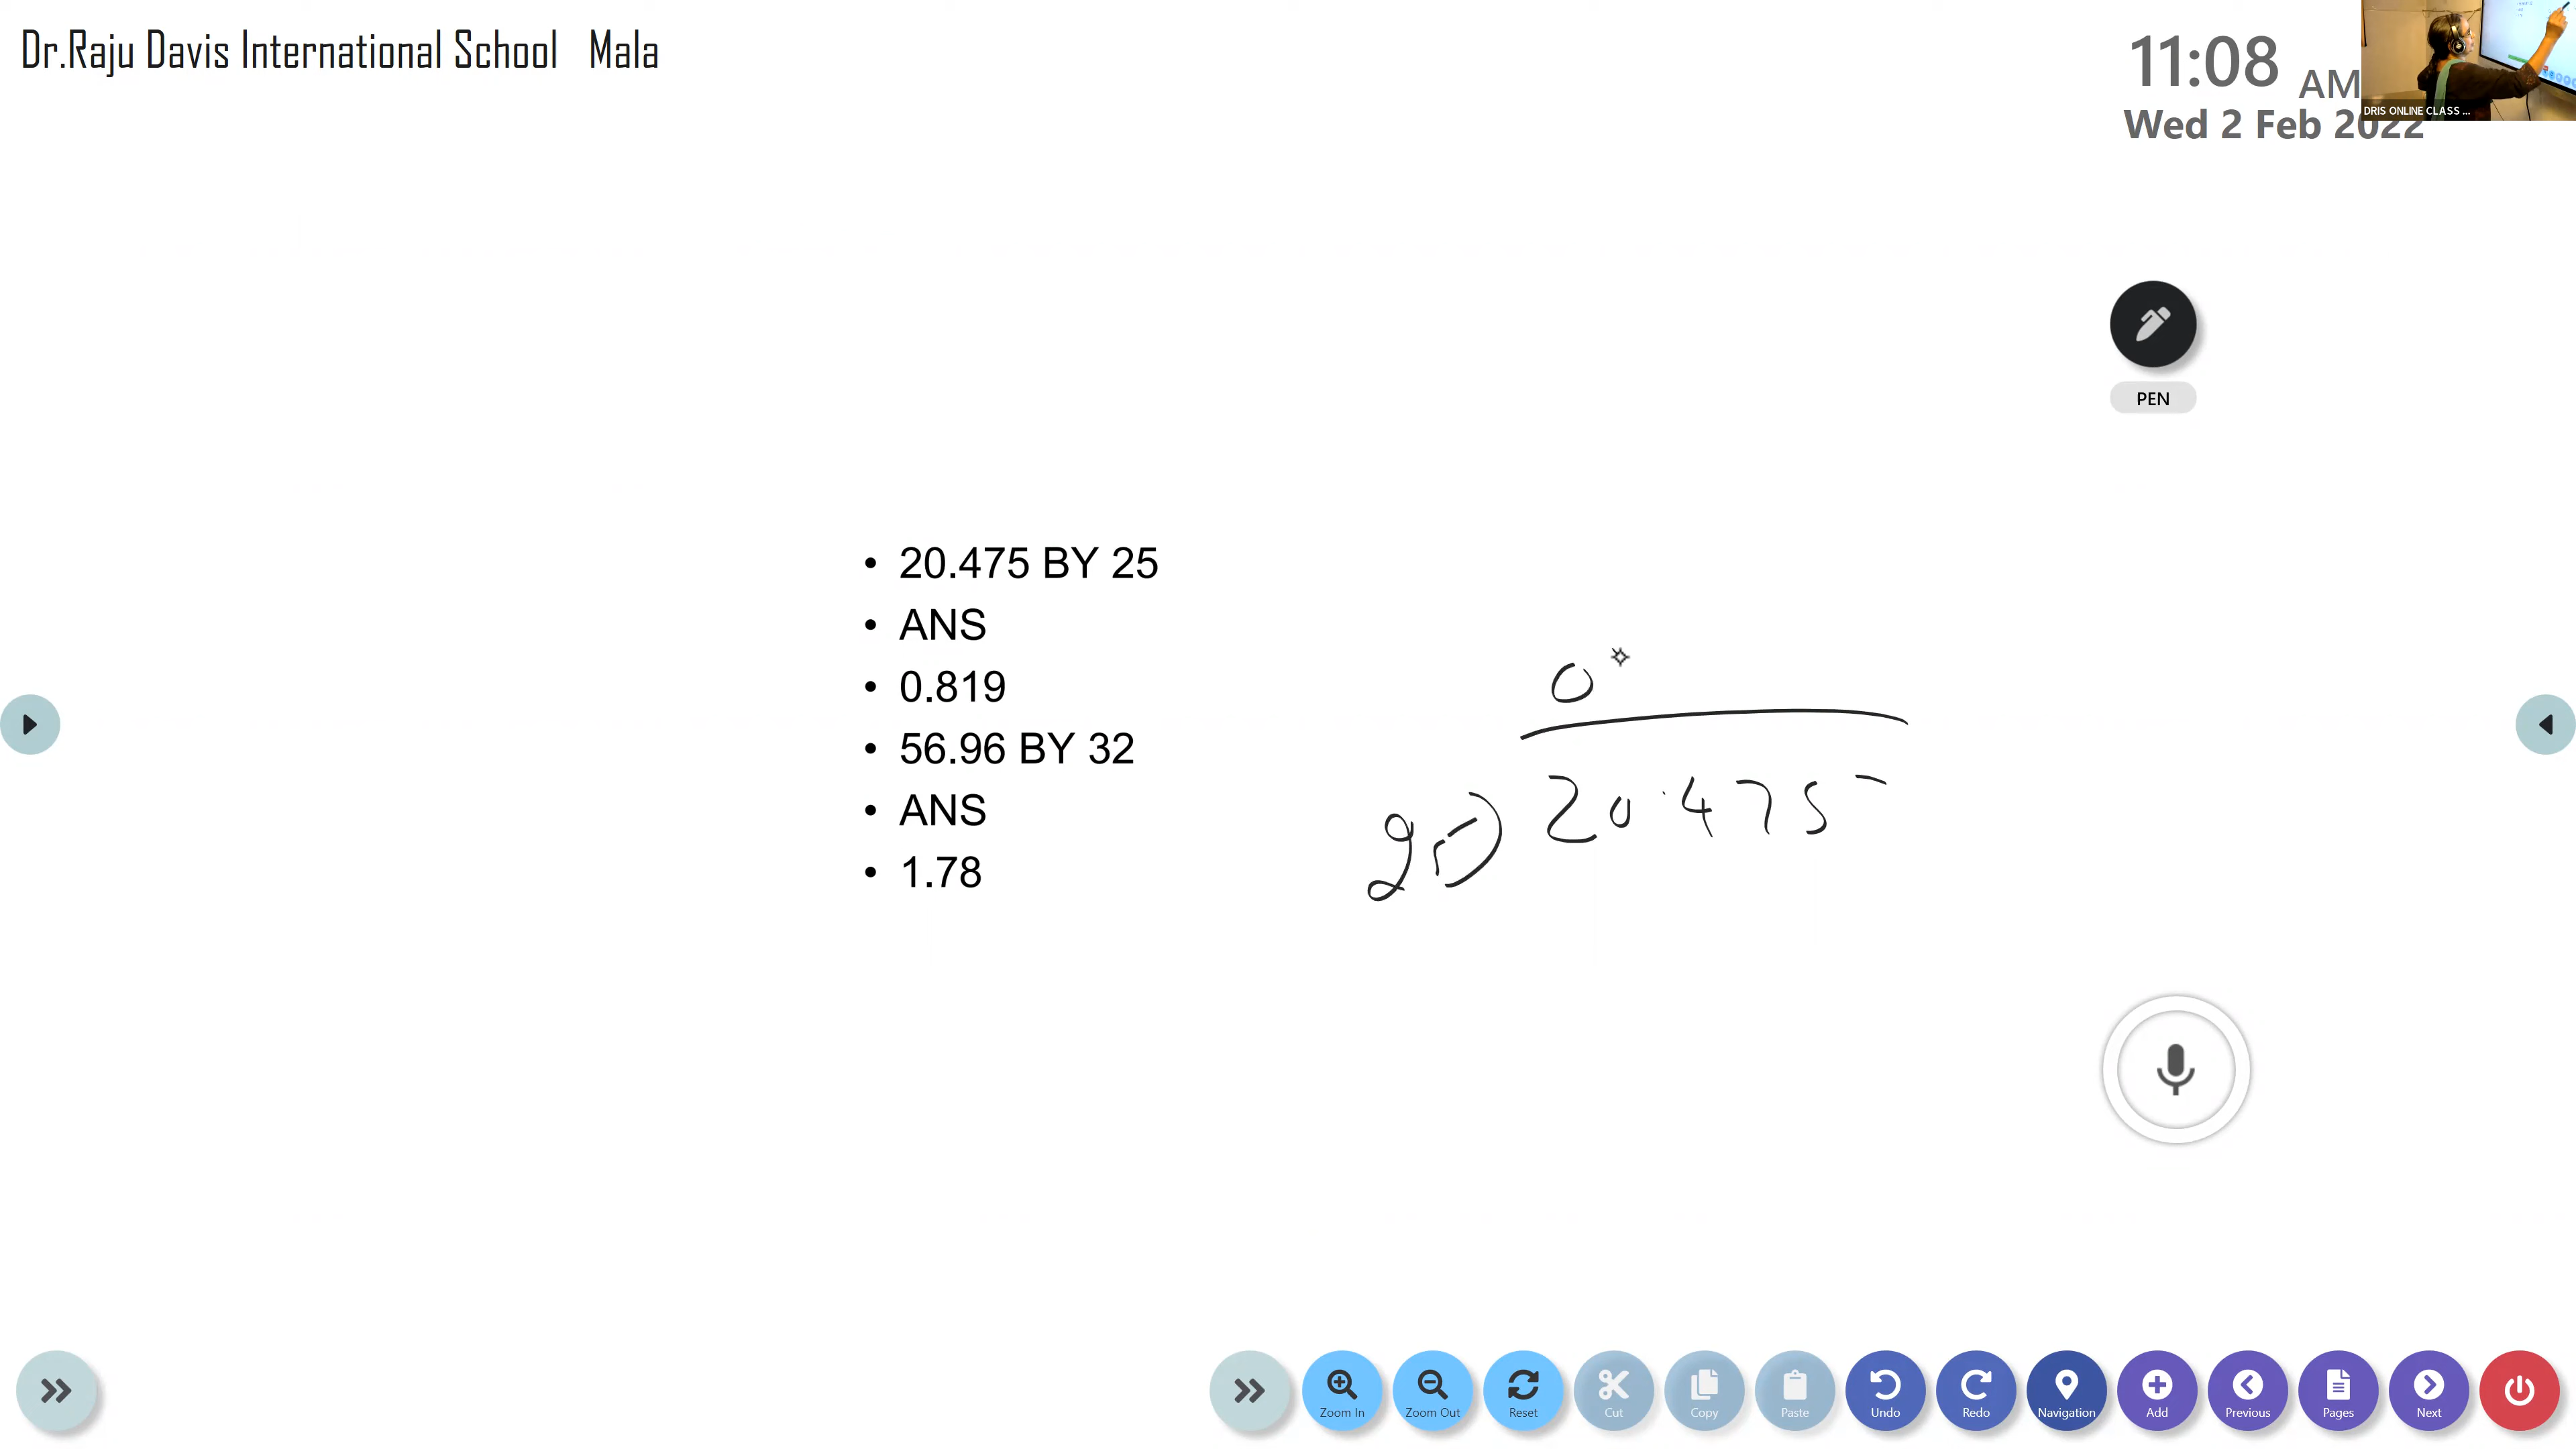 Dr.Raju Davis International School Mala
11:08 AM
Wed 2 Feb 2022
DRIS ONLINE CLASS ...
PEN
• 20.475 BY 25
• ANS
• 0.819
• 56.96 BY 32
• ANS
• 1.78
0
25) 20.475
Zoom In
Zoom Out
Reset
Cut
Copy
Paste
Undo
Redo
Navigation
Add
Previous
Pages
Next